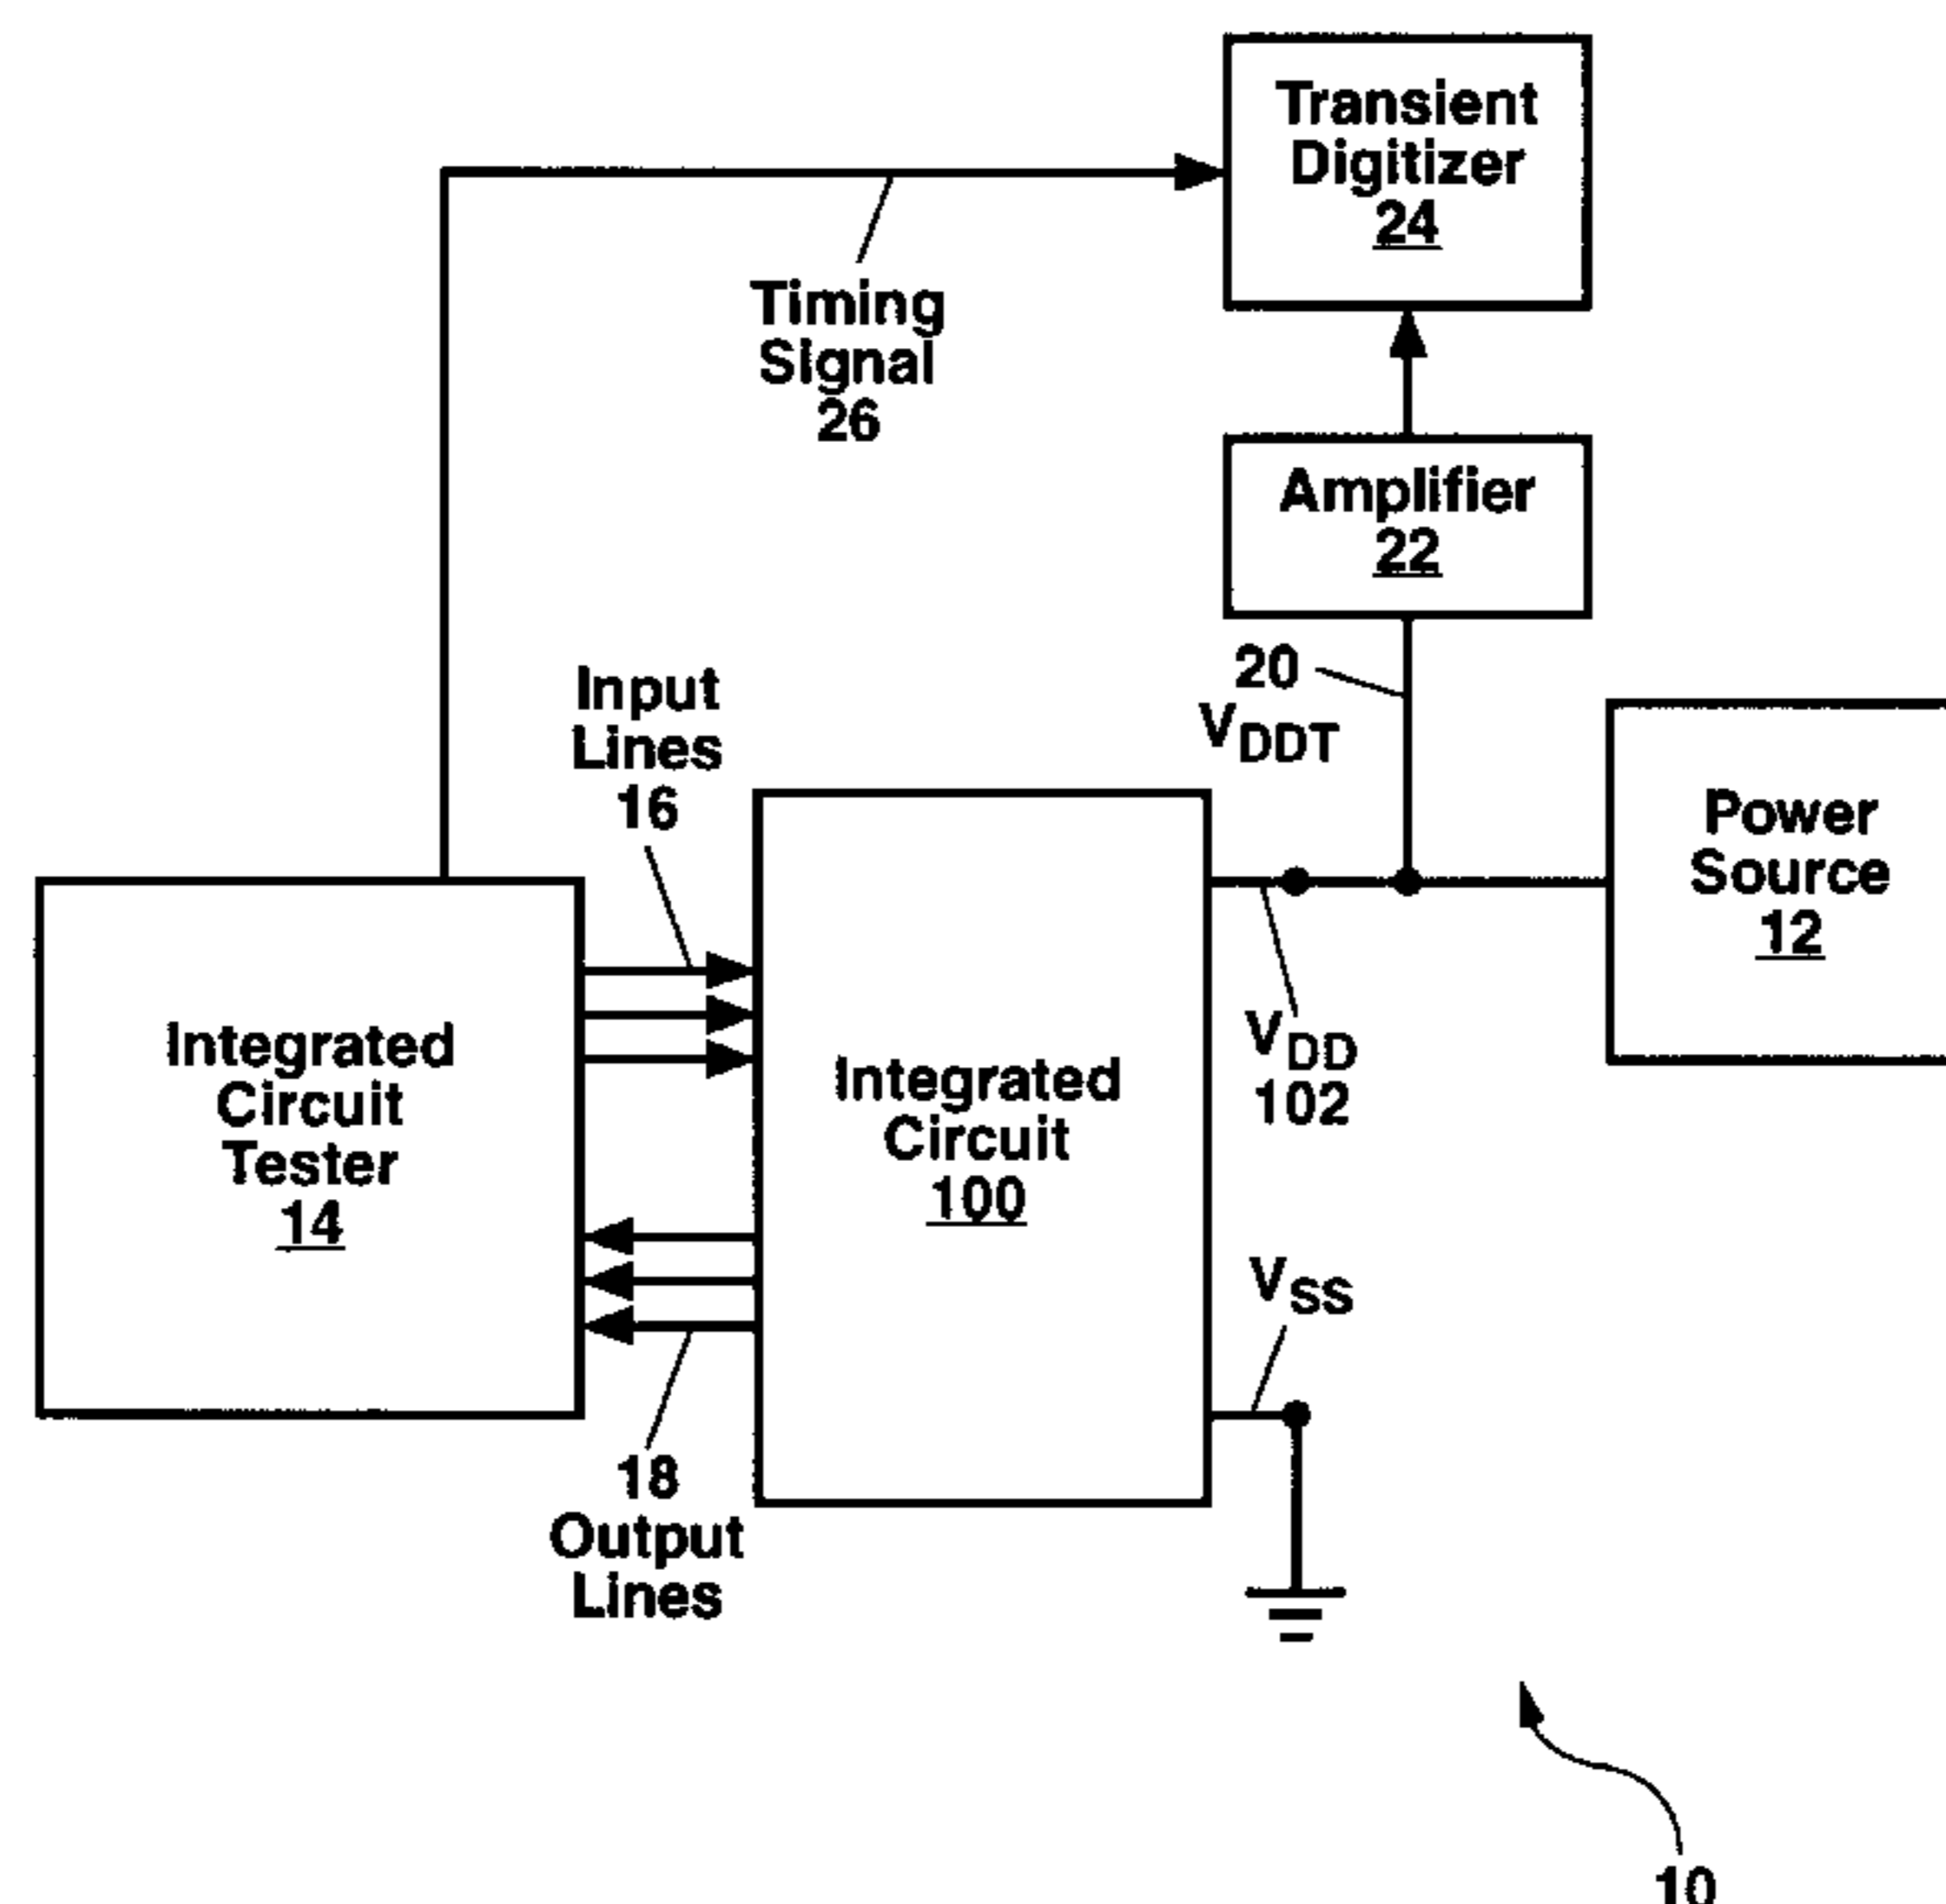 Transient
Digitizer
24
Timing
Signal
26
Amplifier
22
20
VDDT
Input
Lines
16
Power
Source
12
Integrated
Circuit
Tester
14
Integrated
Circuit
100
VDD
102
VSS
18
Output
Lines
10